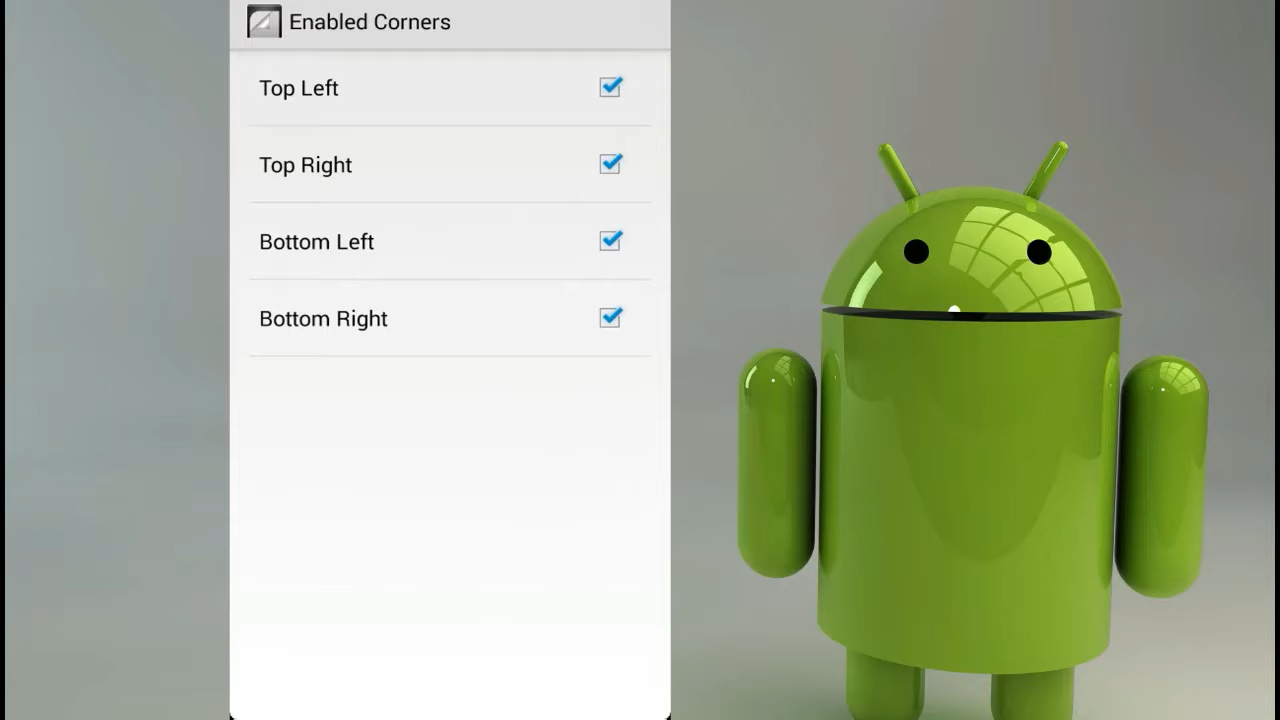 Enabled Corners
Top Left
Top Right
Bottom Left
Bottom Right